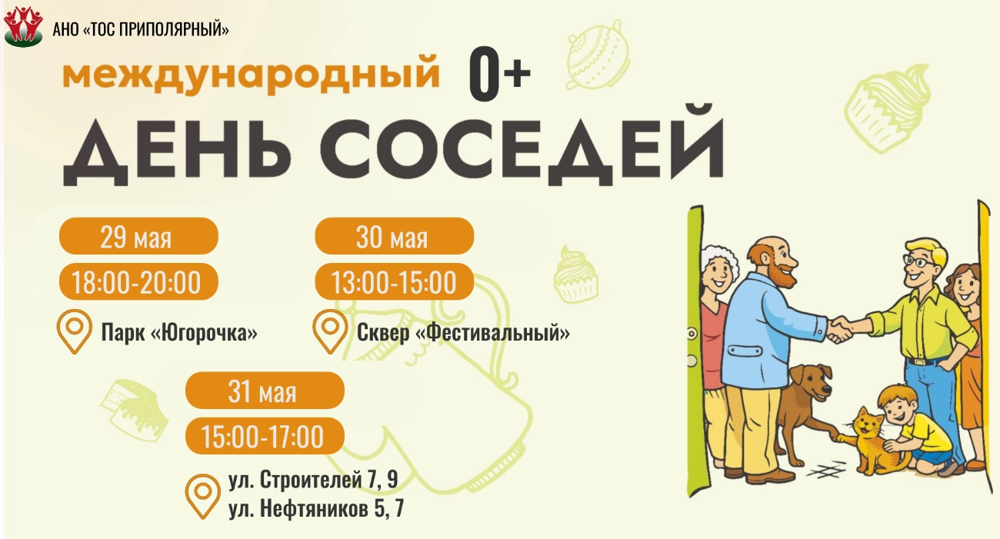 АНО «ТОС ПРИПОЛЯРНЫЙ»
международный 0+
ДЕНЬ СОСЕДЕЙ
29 мая
18:00-20:00
Парк «Югорочка»
30 мая
13:00-15:00
Сквер «Фестивальный»
31 мая
15:00-17:00
ул. Строителей 7, 9
ул. Нефтяников 5, 7